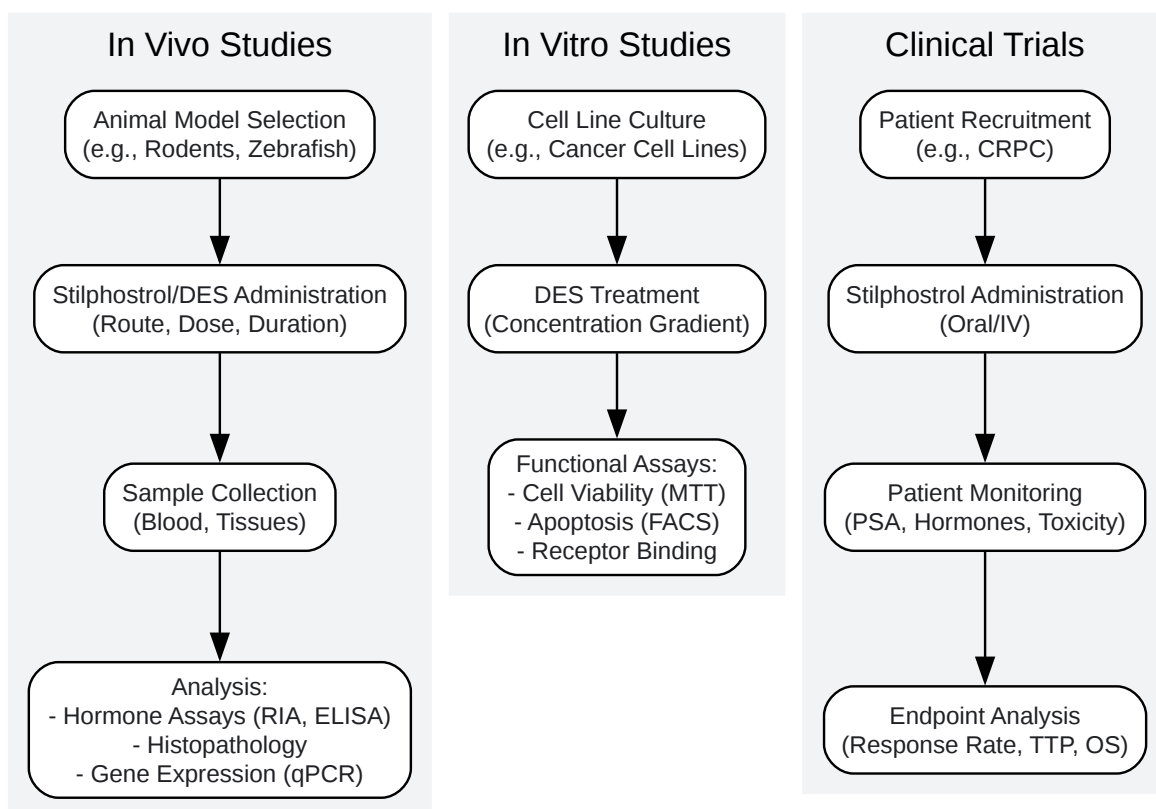 In Vivo Studies
Animal Model Selection
(e.g., Rodents, Zebrafish)
Stilphostrol/DES Administration
(Route, Dose, Duration)
Sample Collection
(Blood, Tissues)
Analysis:
- Hormone Assays (RIA, ELISA)
- Histopathology
- Gene Expression (qPCR)
In Vitro Studies
Cell Line Culture
(e.g., Cancer Cell Lines)
DES Treatment
(Concentration Gradient)
Functional Assays:
- Cell Viability (MTT)
- Apoptosis (FACS)
- Receptor Binding
Clinical Trials
Patient Recruitment
(e.g., CRPC)
Stilphostrol Administration
(Oral/IV)
Patient Monitoring
(PSA, Hormones, Toxicity)
Endpoint Analysis
(Response Rate, TTP, OS)